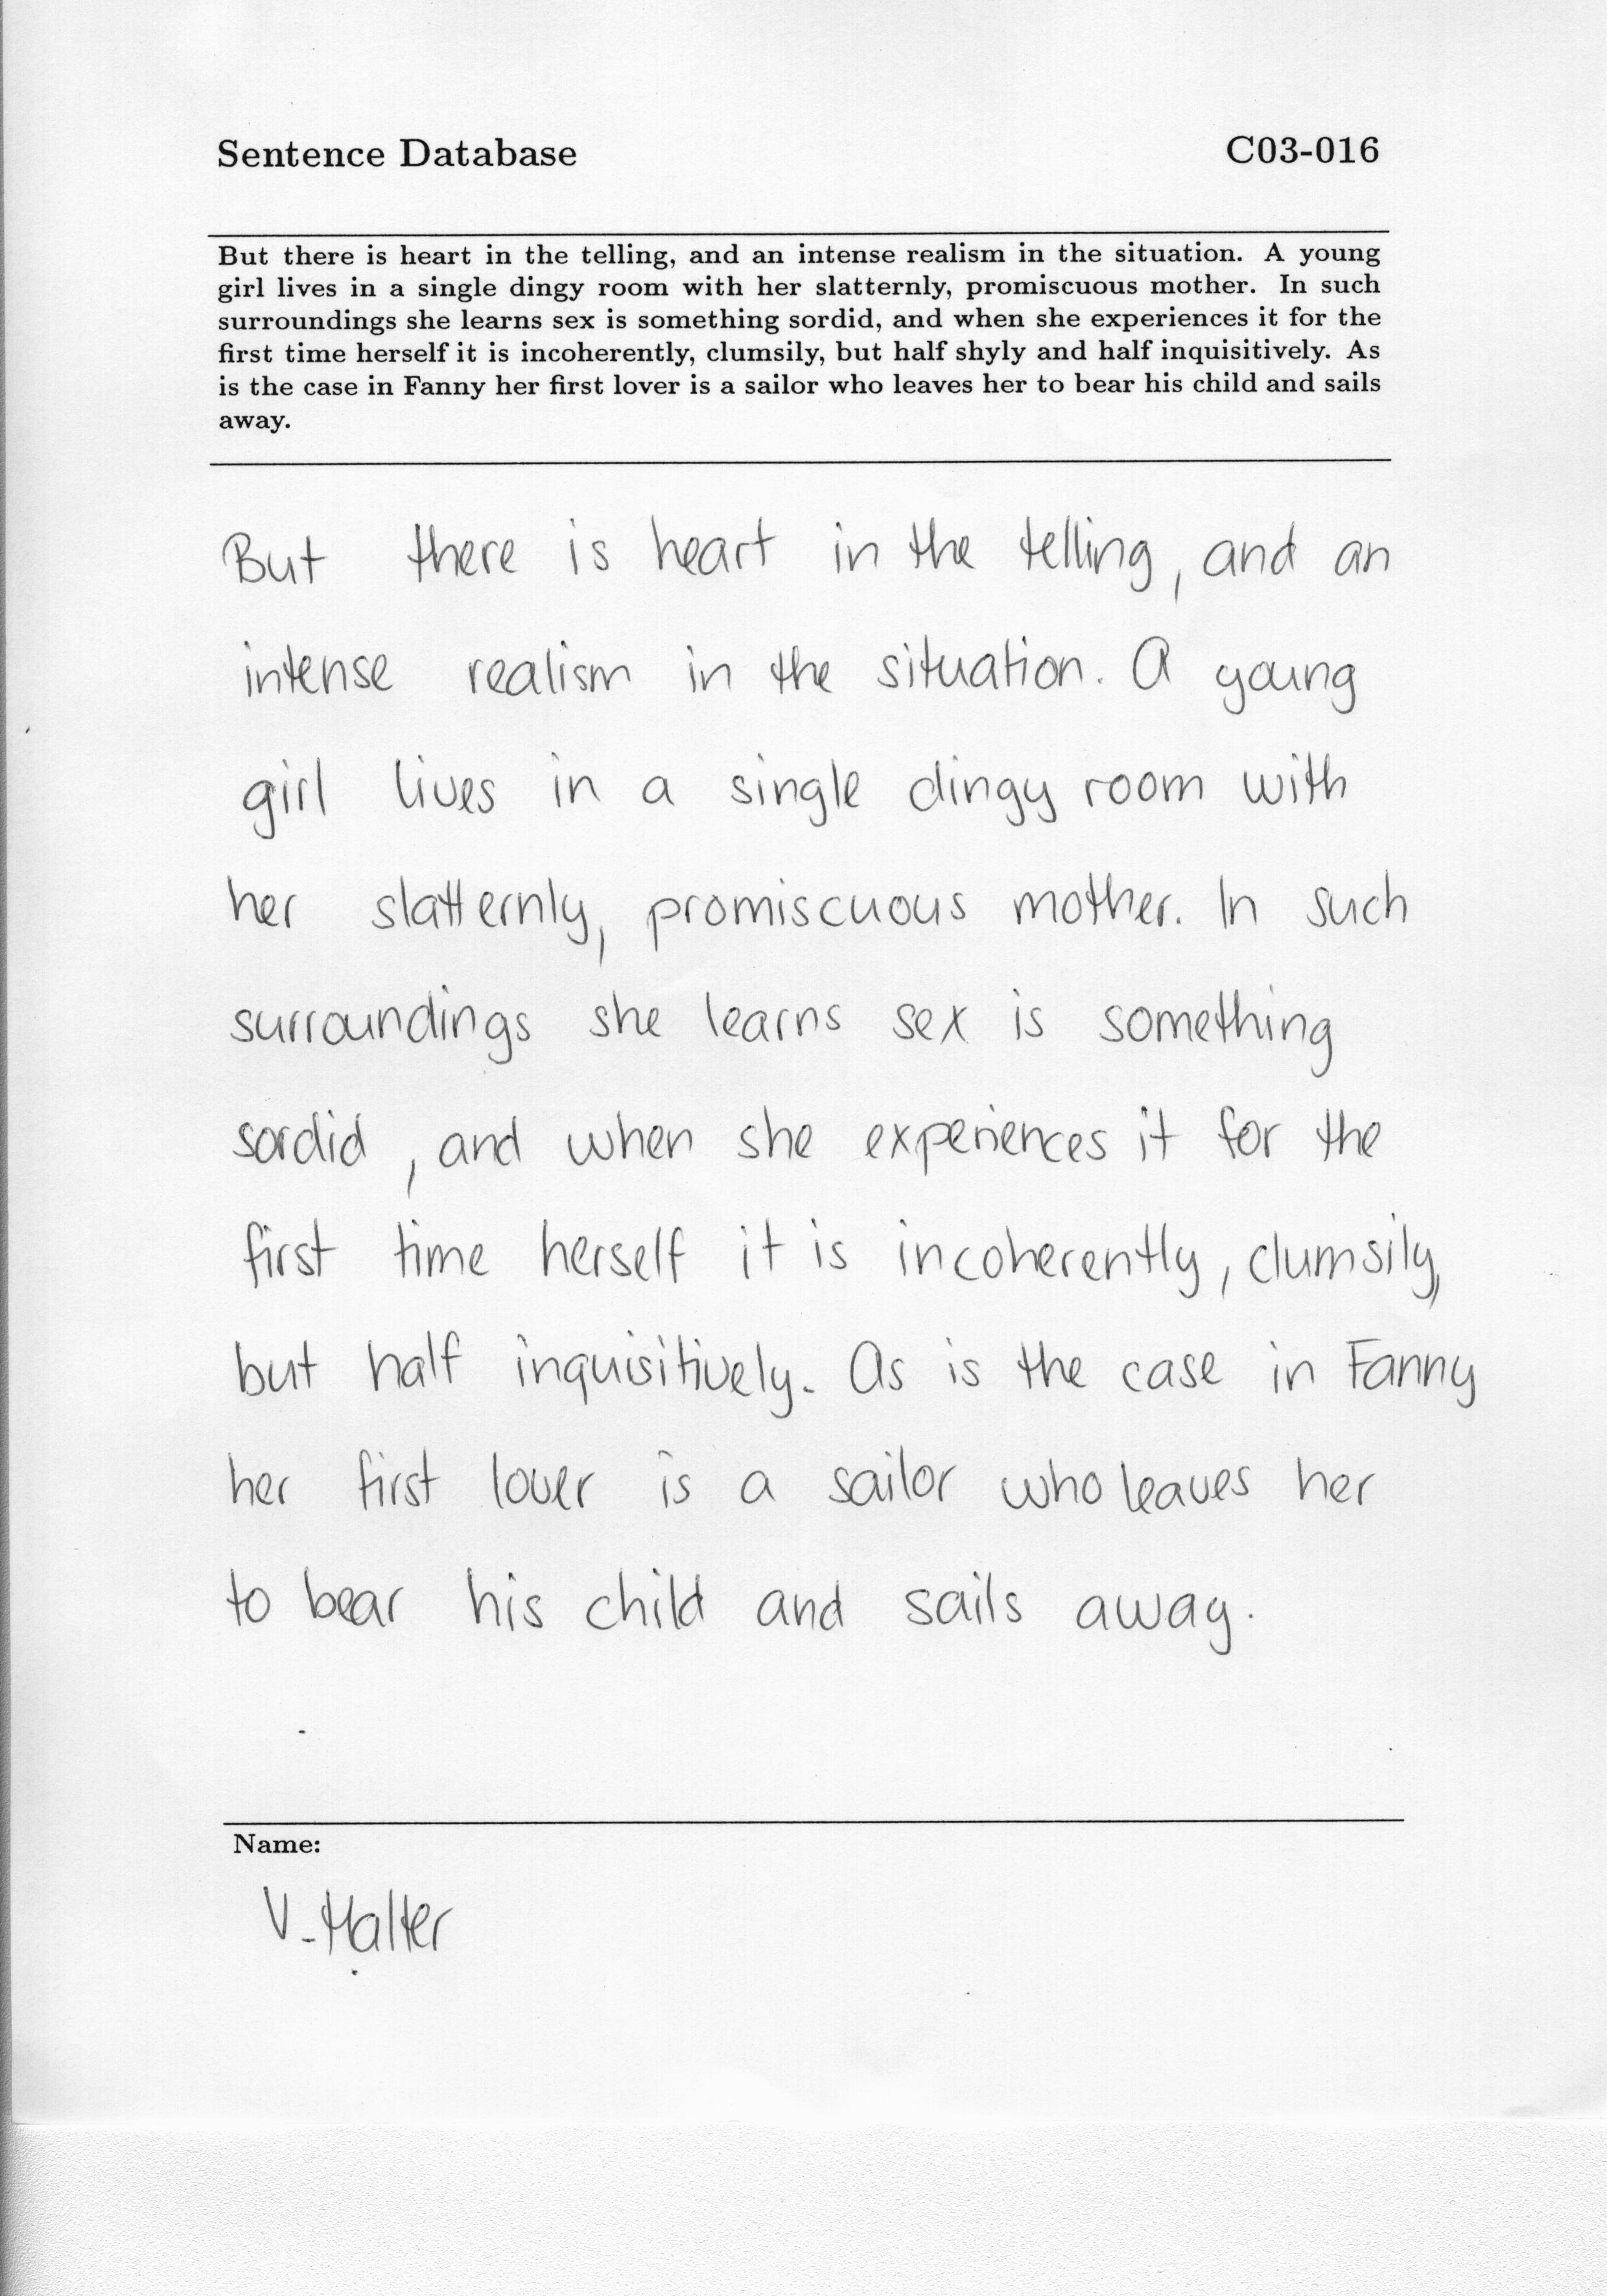 Sentence Database C03-016
But there is heart in the telling, and an intense realism in the situation. A young
girl lives in a single dingy room with her slatternly, promiscuous mother. In such
surroundings she learns sex is something sordid, and when she experiences it for the
first time herself it is incoherently, clumsily, but half shyly and half inquisitively. As
is the case in Fanny her first lover is a sailor who leaves her to bear his child and sails
away.
But there is heart in the telling, and an
intense realism in the situation. A young
girl lives in a single dingy room with
her slatternly, promiscuous mother. In such
surroundings she learns sex is something
sordid, and when she experiences it for the
first time herself it is incoherently, clumsily,
but half inquisitively. As is the case in Fanny
her first lover is a sailor who leaves her
to bear his child and sails away.
Name:
V. Halter